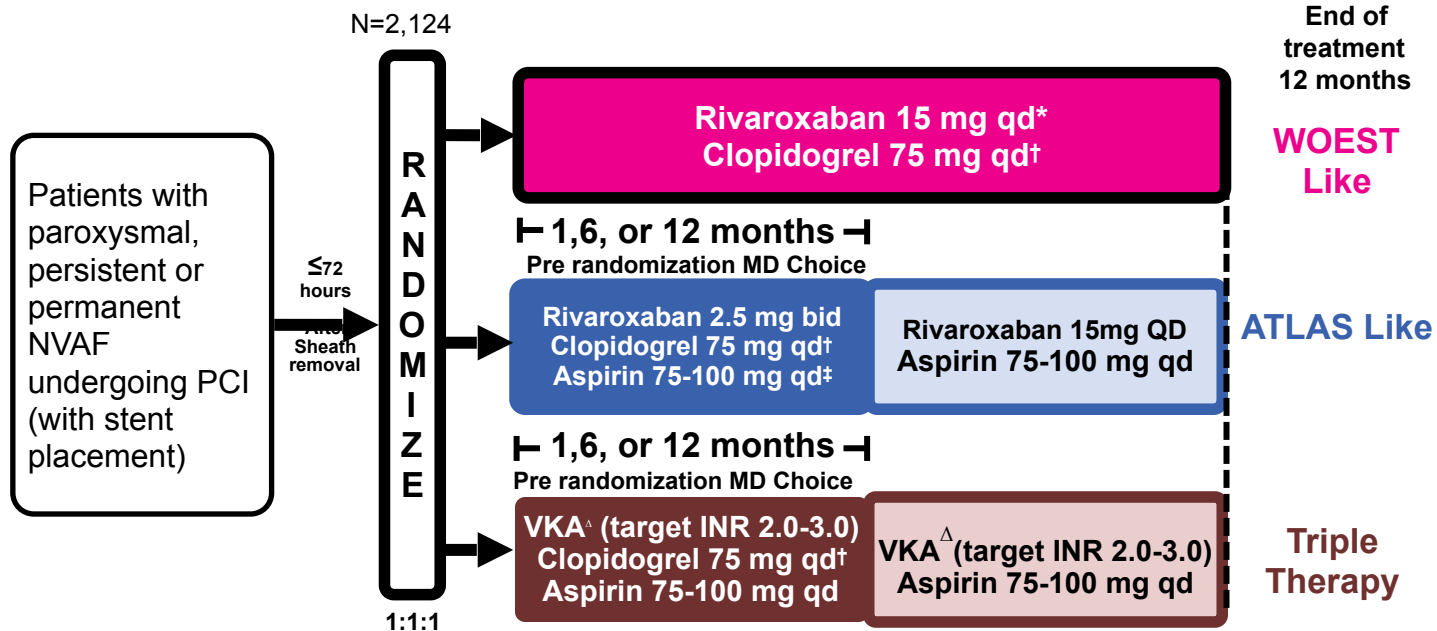 N=2,124
End of
treatment
12 months
Patients with
paroxysmal,
persistent or
permanent
NVAF
undergoing PCI
(with stent
placement)
≤72
hours
After
Sheath
removal
R
A
N
D
O
M
I
Z
E
1:1:1
Rivaroxaban 15 mg qd*
Clopidogrel 75 mg qd†
WOEST
Like
1,6, or 12 months
Pre randomization MD Choice
Rivaroxaban 2.5 mg bid
Clopidogrel 75 mg qd†
Aspirin 75-100 mg qd‡
Rivaroxaban 15mg QD
Aspirin 75-100 mg qd
ATLAS Like
1,6, or 12 months
Pre randomization MD Choice
VKAΔ (target INR 2.0-3.0)
Clopidogrel 75 mg qd†
Aspirin 75-100 mg qd
VKAΔ(target INR 2.0-3.0)
Aspirin 75-100 mg qd
Triple
Therapy